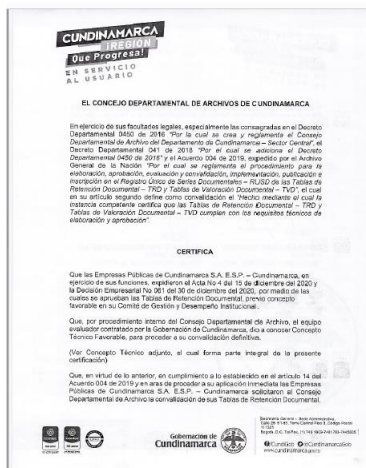 CUNDINAMARCA
¡REGIÓN
Que Progresa!
EN SERVICIO
AL USUARIO
EL CONCEJO DEPARTAMENTAL DE ARCHIVOS DE CUNDINAMARCA
En ejercicio de sus facultades legales, especialmente las consagradas en el Decreto
Departamental 0450 de 2016 "Por la cual se crea y reglamente el Consejo
Departamental de Archivo del Departamento de Cundinamarca – Sector Central", el
Decreto Departamental 041 de 2018 "Por el cual se adiciona el Decreto
Departamental 0450 de 2016" y el Acuerdo 004 de 2019, expedido por el Archivo
General de la Nación "Por el cual se reglamenta el procedimiento para la
elaboración, aprobación, evaluación y convalidación, implementación, publicación e
inscripción en el Registro Único de Series Documentales – RUSD de las Tablas de
Retención Documental – TRD y Tablas de Valoración Documental – TVD", el cual
en su artículo segundo define como convalidación el "Hecho mediante el cual la
instancia competente certifica que las Tablas de Retención Documental – TRD y
Tablas de Valoración Documental – TVD cumplen con los requisitos técnicos de
elaboración y aprobación".
CERTIFICA
Que las Empresas Públicas de Cundinamarca S.A. E.S.P. – Cundinamarca, en
ejercicio de sus funciones, expidieron el Acta No 4 del 15 de diciembre del 2020 y
la Decisión Empresarial No 061 del 30 de diciembre del 2020, por medio de las
cuales se aprueban las Tablas de Retención Documental, previo concepto
favorable en su Comité de Gestión y Desempeño Institucional.
Que, por procedimiento interno del Consejo Departamental de Archivo, el equipo
evaluador contratado por la Gobernación de Cundinamarca, dio a conocer Concepto
Técnico Favorable, para proceder a su convalidación definitiva.
(Ver Concepto Técnico adjunto, el cual forma parte integral de la presente
certificación)
Que, en virtud de lo anterior, en cumplimiento a lo establecido en el artículo 14 del
Acuerdo 004 de 2019 y en aras de proceder a su aplicación inmediata las Empresas
Públicas de Cundinamarca S.A. E.S.P. – Cundinamarca solicitaron al Consejo
Departamental de Archivo la convalidación de sus Tablas de Retención Documental.
Gobernación de
Cundinamarca
CundiGob @CundinamarcaGov
www.cundinamarca.gov.co